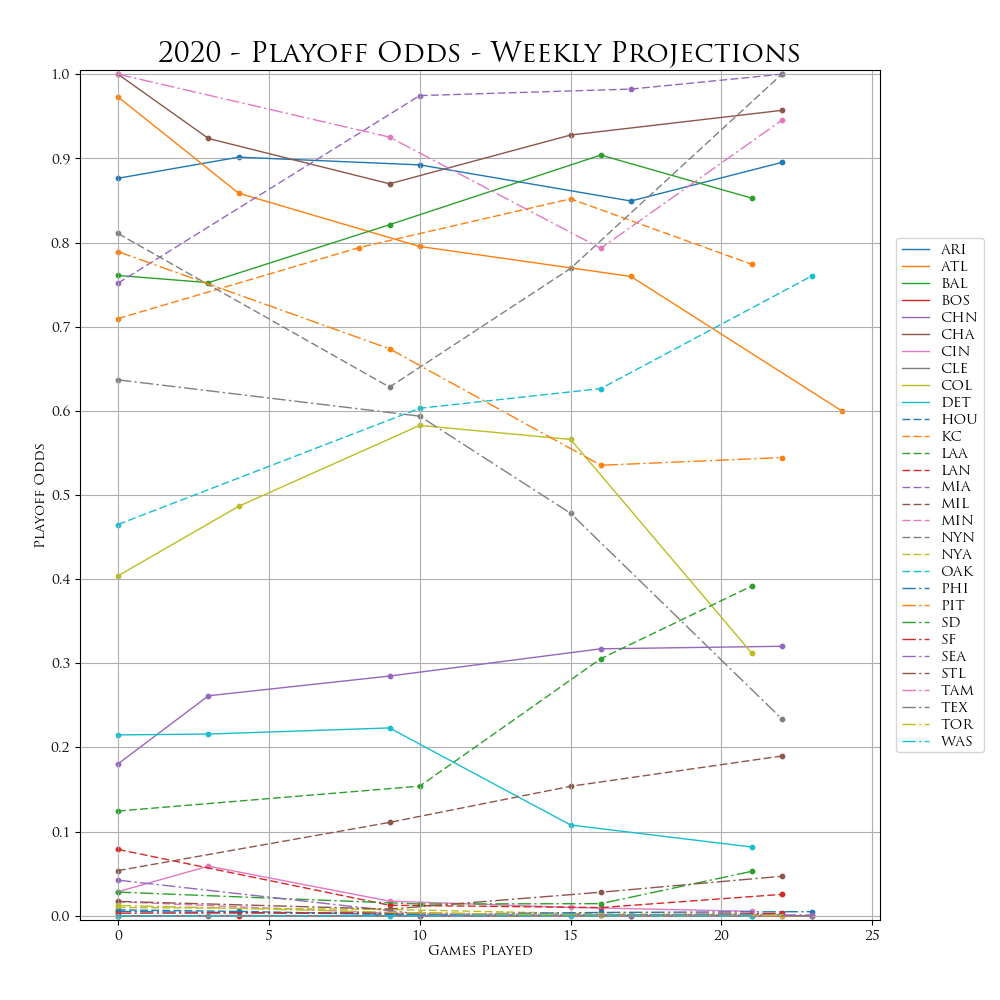 2020 - Playoff Odds - Weekly Projections
1.0
0.9
0.8
0.7
0.6
0.5
0.4
0.3
0.2
0.1
0.0
Playoff Odds
0 5 10 15 20 25
Games Played
ARI
ATL
BAL
BOS
CHN
CHA
CIN
CLE
COL
DET
HOU
KC
LAA
LAN
MIA
MIL
MIN
NYN
NYA
OAK
PHI
PIT
SD
SF
SEA
STL
TAM
TEX
TOR
WAS